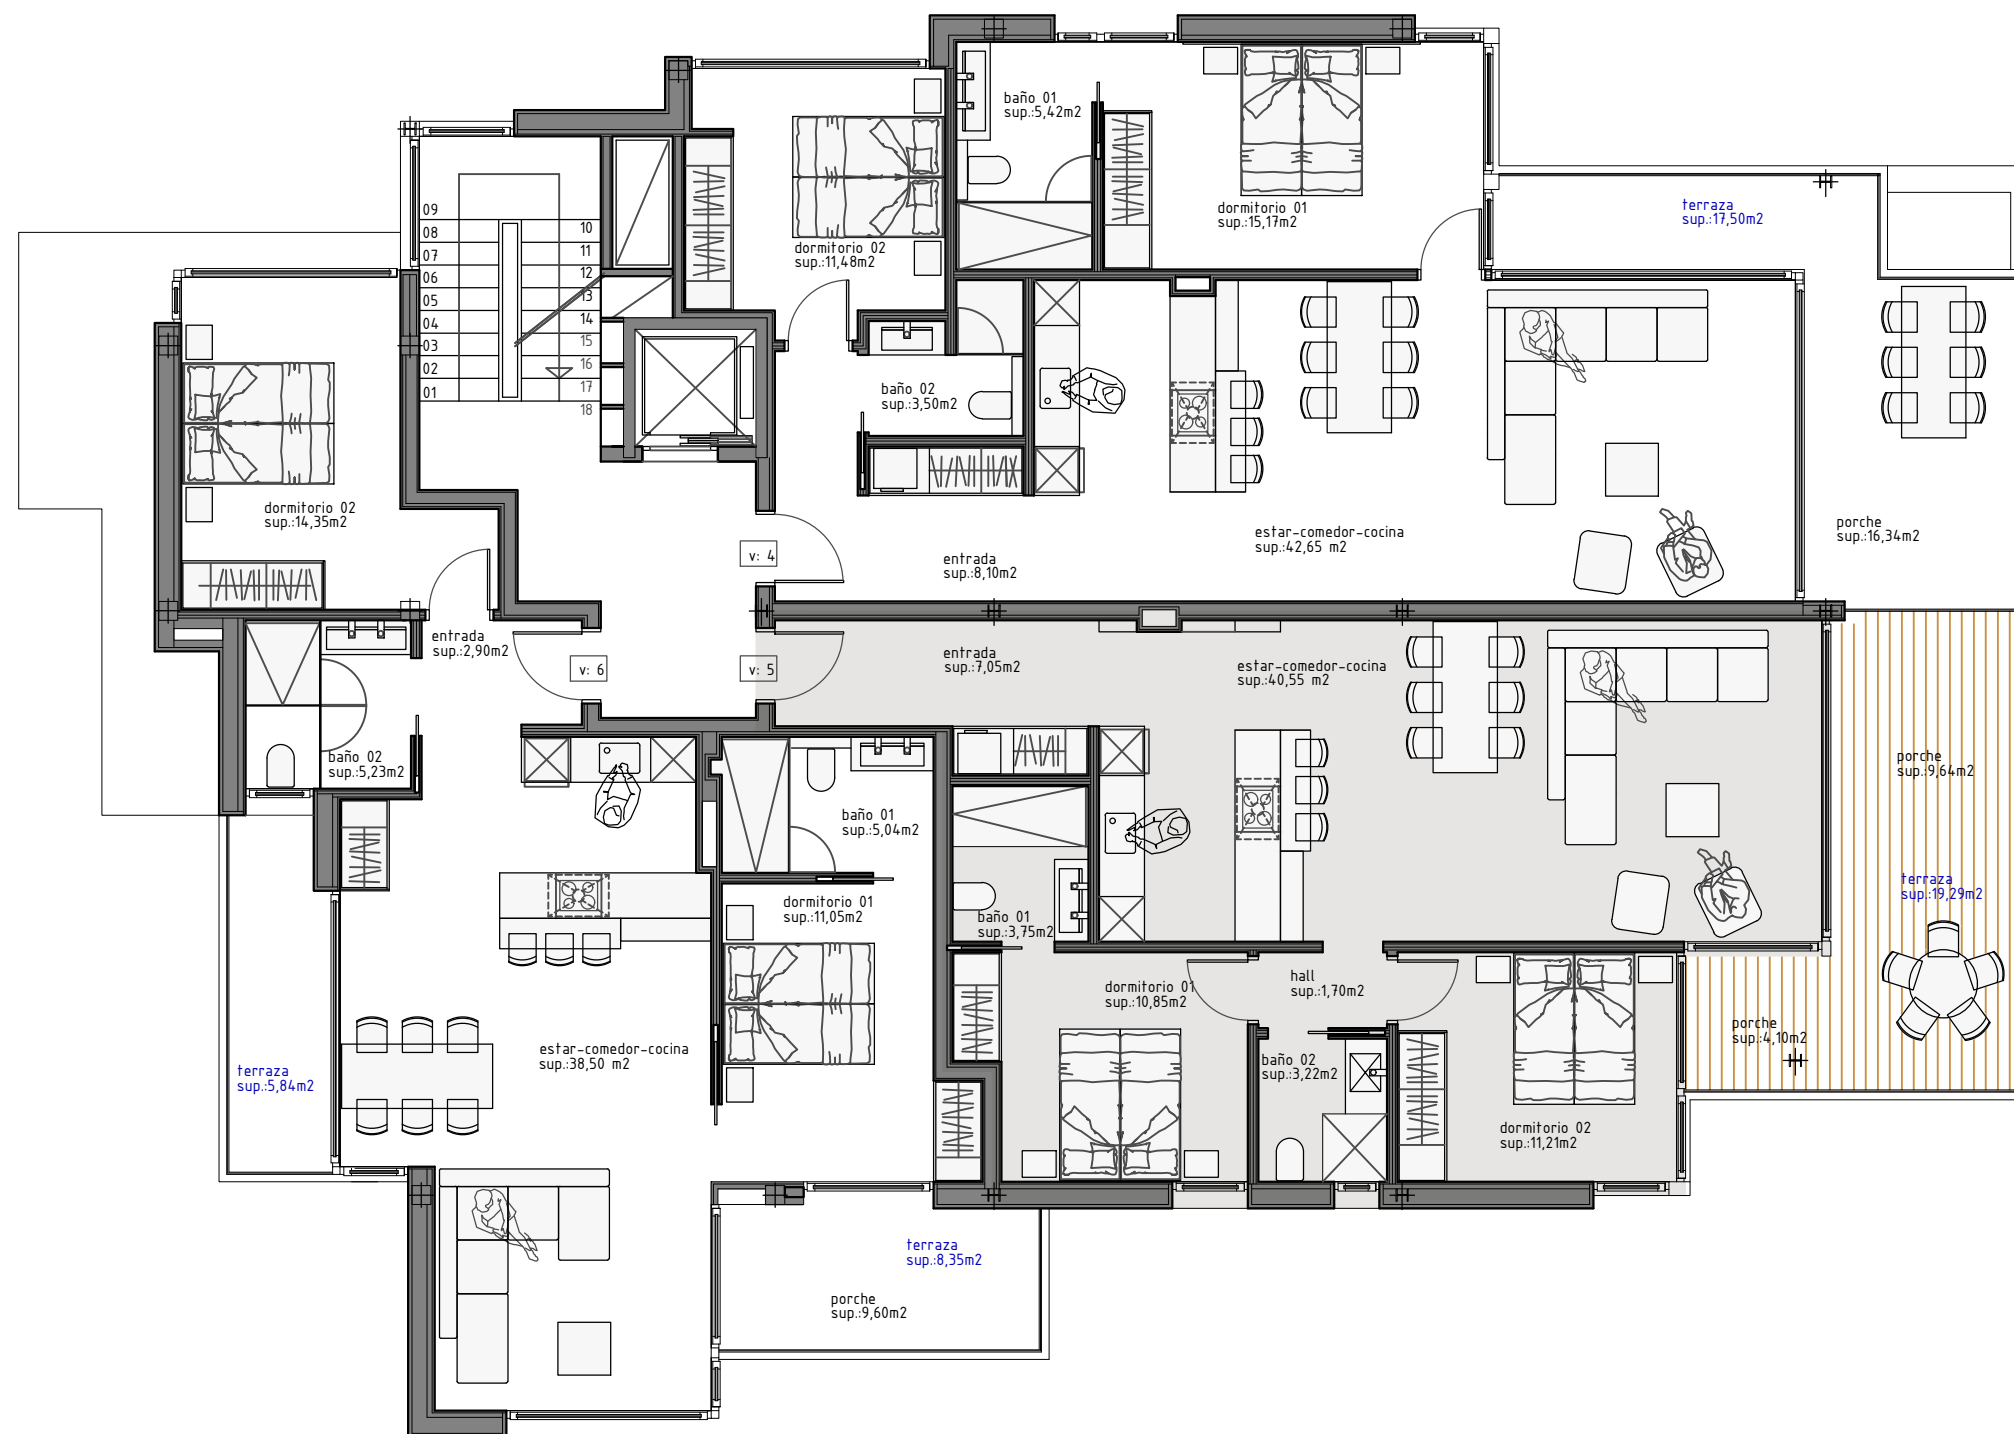 baño 01
sup.:5,42m2
dormitorio 01
sup.:15,17m2
terraza
sup.:17,50m2
dormitorio 02
sup.:11,48m2
09
08
07
06
05
04
03
02
01
10
11
12
13
14
15
16
17
18
baño 02
sup.:3,50m2
dormitorio 02
sup.:14,35m2
estar-comedor-cocina
sup.:42,65 m2
porche
sup.:16,34m2
v: 4
entrada
sup.:8,10m2
entrada
sup.:2,90m2
v: 6
v: 5
entrada
sup.:7,05m2
estar-comedor-cocina
sup.:40,55 m2
baño 02
sup.:5,23m2
porche
sup.:9,64m2
baño 01
sup.:5,04m2
terraza
sup.:19,29m2
dormitorio 01
sup.:11,05m2
baño 01
sup.:3,75m2
dormitorio 01
sup.:10,85m2
hall
sup.:1,70m2
porche
sup.:4,10m2
estar-comedor-cocina
sup.:38,50 m2
baño 02
sup.:3,22m2
terraza
sup.:5,84m2
dormitorio 02
sup.:11,21m2
terraza
sup.:8,35m2
porche
sup.:9,60m2